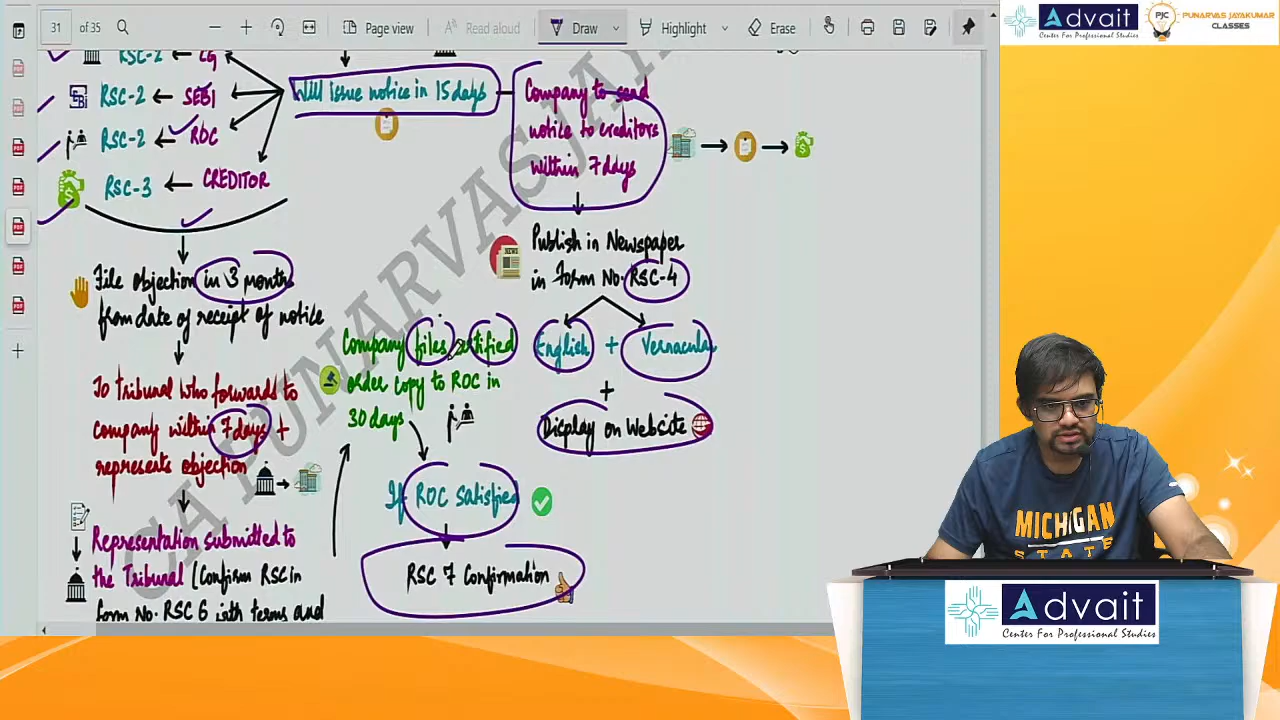 31 of 35
Page view
Read aloud
Draw
Highlight
Erase
Advait
Center For Professional Studies
PJC
PUNARVAS JAYAKUMAR
CLASSES
RSC-2 ← CG
SEBI RSC-2 ← SEBI
RSC-2 ← ROC
RSC-3 ← CREDITOR
Will issue notice in 15 days
Company to send
notice to creditors
within 7 days
Publish in Newspaper
in Form No. RSC-4
English + Vernacular
+
Display on Website
File objection in 3 months
from date of receipt of notice
To Tribunal who forwards to
company within 7 days +
represents objection
Representation submitted to
the Tribunal (Confirm RSC in
form No. RSC 6 with terms and
Company files certified
order copy to ROC in
30 days
If ROC satisfied
RSC 7 Confirmation
CA PUNARVAS JAY
MICHIGAN
STATE
Advait
Center For Professional Studies